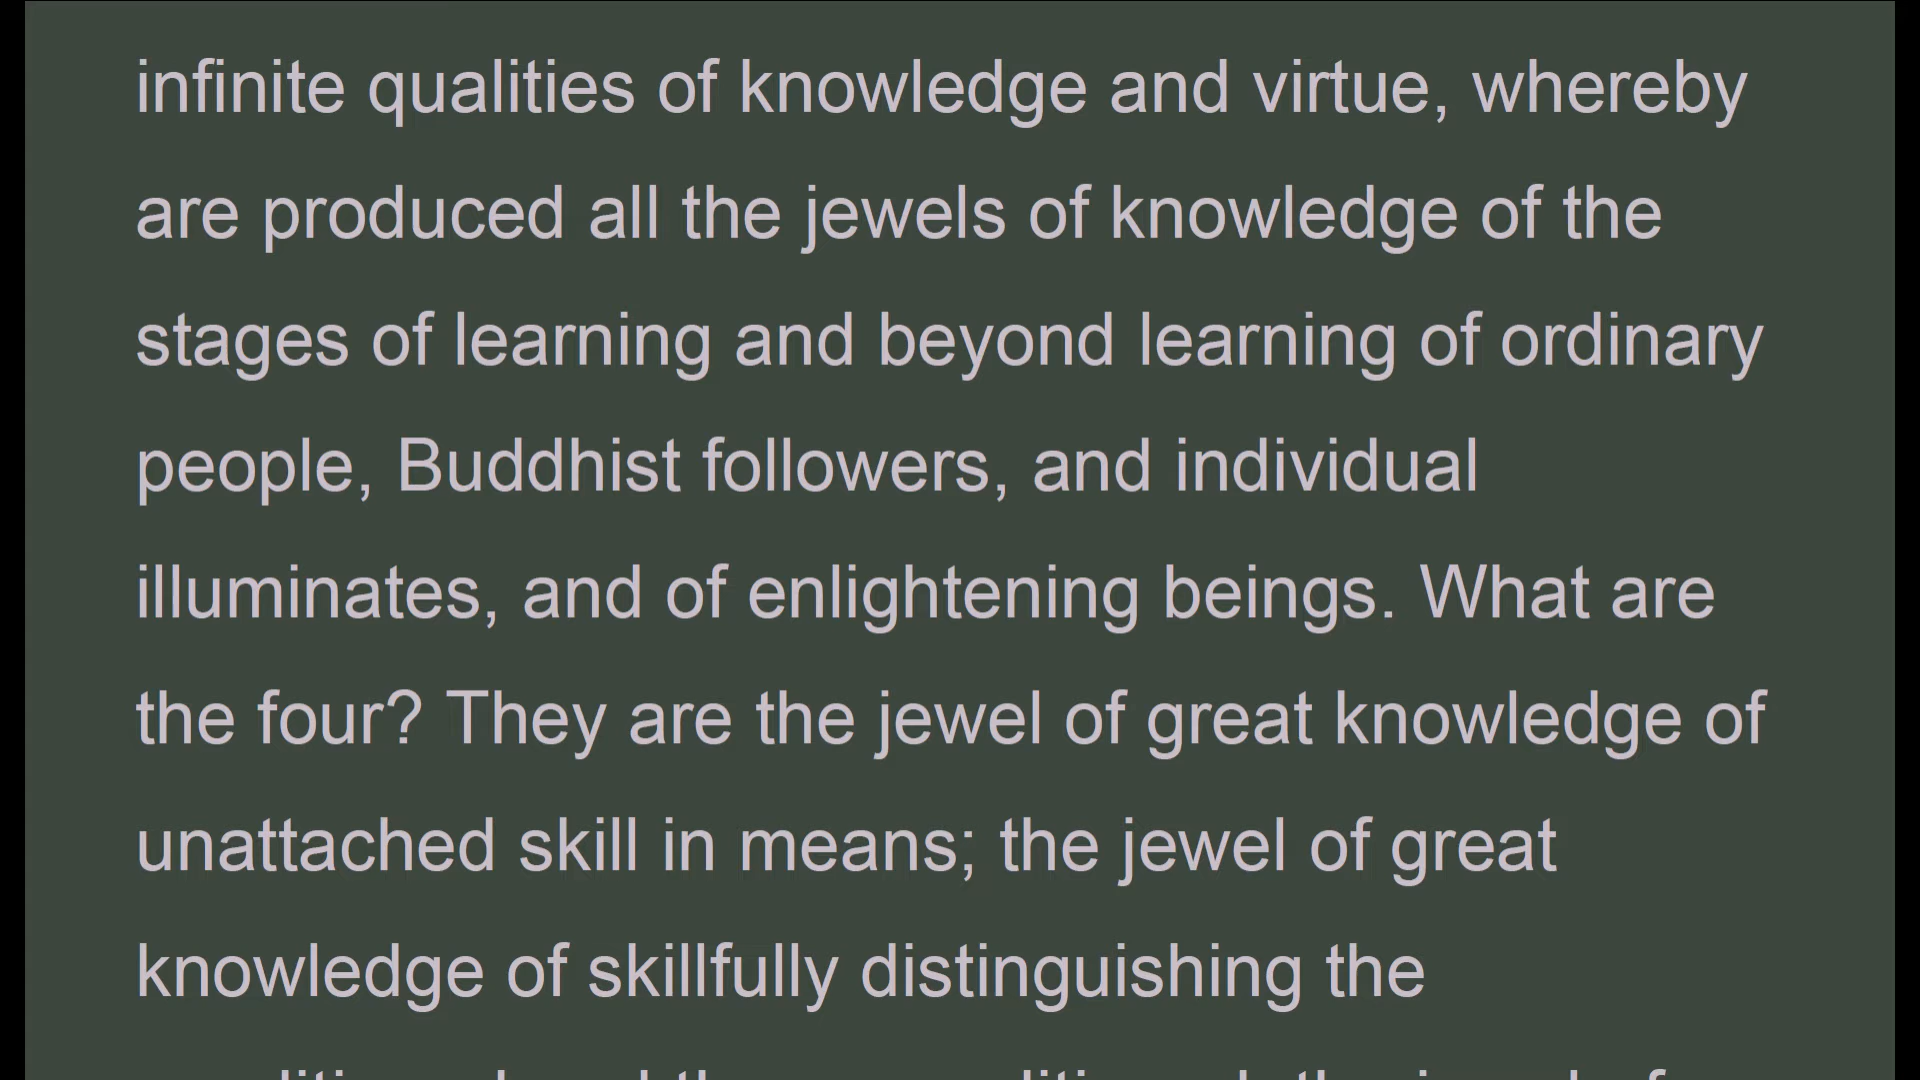 infinite qualities of knowledge and virtue, whereby
are produced all the jewels of knowledge of the
stages of learning and beyond learning of ordinary
people, Buddhist followers, and individual
illuminates, and of enlightening beings. What are
the four? They are the jewel of great knowledge of
unattached skill in means; the jewel of great
knowledge of skillfully distinguishing the